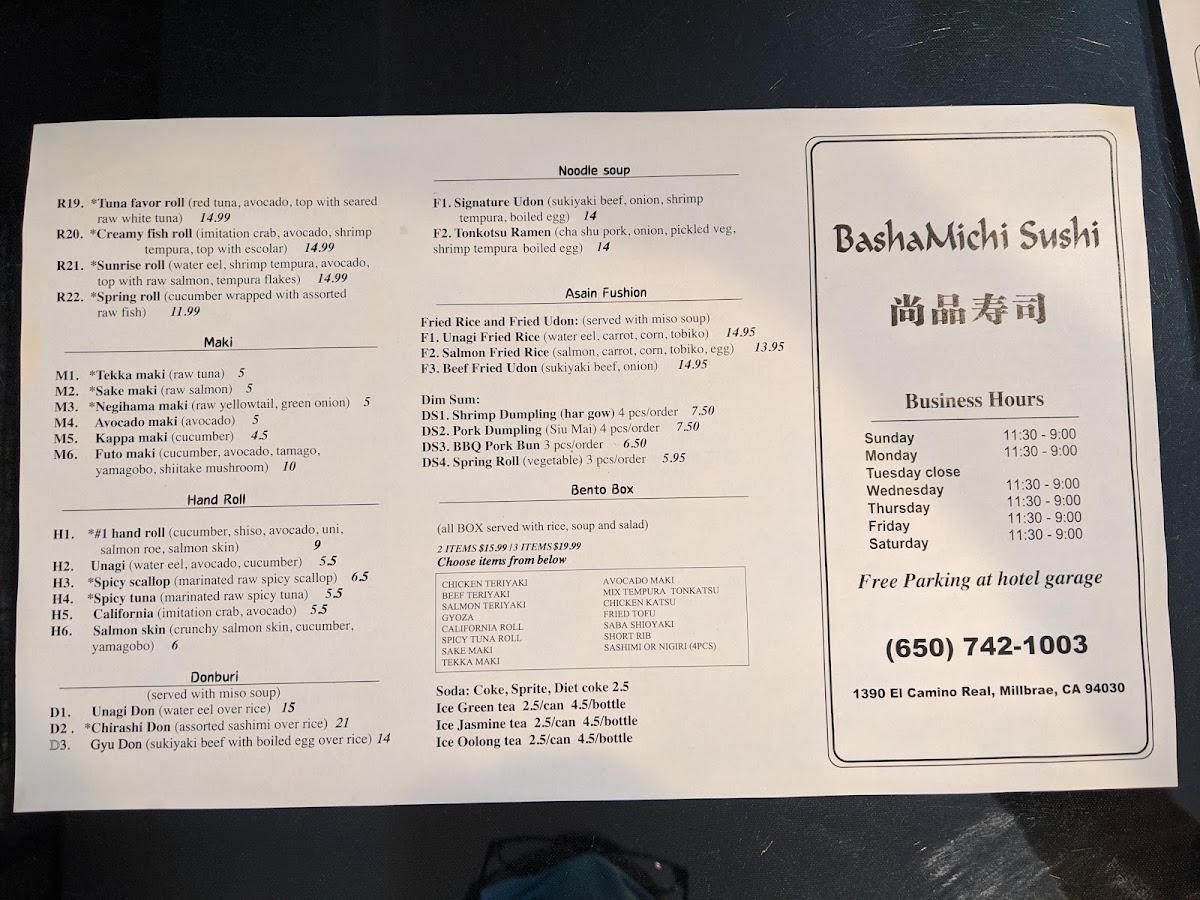 R19. *Tuna favor roll (red tuna, avocado, top with seared
raw white tuna) 14.99
R20. *Creamy fish roll (imitation crab, avocado, shrimp
tempura, top with escolar) 14.99
R21. *Sunrise roll (water eel, shrimp tempura, avocado,
top with raw salmon, tempura flakes) 14.99
R22. *Spring roll (cucumber wrapped with assorted
raw fish) 11.99
Maki
M1. *Tekka maki (raw tuna) 5
M2. *Sake maki (raw salmon) 5
M3. *Negihama maki (raw yellowtail, green onion) 5
M4. Avocado maki (avocado) 5
M5. Kappa maki (cucumber) 4.5
M6. Futo maki (cucumber, avocado, tamago,
yamagobo, shiitake mushroom) 10
Hand Roll
H1. *#1 hand roll (cucumber, shiso, avocado, uni,
salmon roe, salmon skin) 9
H2. Unagi (water eel, avocado, cucumber) 5.5
H3. *Spicy scallop (marinated raw spicy scallop) 6.5
H4. *Spicy tuna (marinated raw spicy tuna) 5.5
H5. California (imitation crab, avocado) 5.5
H6. Salmon skin (crunchy salmon skin, cucumber,
yamagobo) 6
Donburi
(served with miso soup)
D1. Unagi Don (water eel over rice) 15
D2 . *Chirashi Don (assorted sashimi over rice) 21
D3. Gyu Don (sukiyaki beef with boiled egg over rice) 14
Noodle soup
F1. Signature Udon (sukiyaki beef, onion, shrimp
tempura, boiled egg) 14
F2. Tonkotsu Ramen (cha shu pork, onion, pickled veg,
shrimp tempura boiled egg) 14
Asain Fushion
Fried Rice and Fried Udon: (served with miso soup)
F1. Unagi Fried Rice (water eel, carrot, corn, tobiko) 14.95
F2. Salmon Fried Rice (salmon, carrot, corn, tobiko, egg) 13.95
F3. Beef Fried Udon (sukiyaki beef, onion) 14.95
Dim Sum:
DS1. Shrimp Dumpling (har gow) 4 pcs/order 7.50
DS2. Pork Dumpling (Siu Mai) 4 pcs/order 7.50
DS3. BBQ Pork Bun 3 pcs/order 6.50
DS4. Spring Roll (vegetable) 3 pcs/order 5.95
Bento Box
(all BOX served with rice, soup and salad)
2 ITEMS $15.99 / 3 ITEMS $19.99
Choose items from below
CHICKEN TERIYAKI
BEEF TERIYAKI
SALMON TERIYAKI
GYOZA
CALIFORNIA ROLL
SPICY TUNA ROLL
SAKE MAKI
TEKKA MAKI
AVOCADO MAKI
MIX TEMPURA TONKATSU
CHICKEN KATSU
FRIED TOFU
SABA SHIOYAKI
SHORT RIB
SASHIMI OR NIGIRI (4PCS)
Soda: Coke, Sprite, Diet coke 2.5
Ice Green tea 2.5/can 4.5/bottle
Ice Jasmine tea 2.5/can 4.5/bottle
Ice Oolong tea 2.5/can 4.5/bottle
BashaMichi Sushi
尚品寿司
Business Hours
Sunday 11:30 - 9:00
Monday 11:30 - 9:00
Tuesday close
Wednesday 11:30 - 9:00
Thursday 11:30 - 9:00
Friday 11:30 - 9:00
Saturday 11:30 - 9:00
Free Parking at hotel garage
(650) 742-1003
1390 El Camino Real, Millbrae, CA 94030